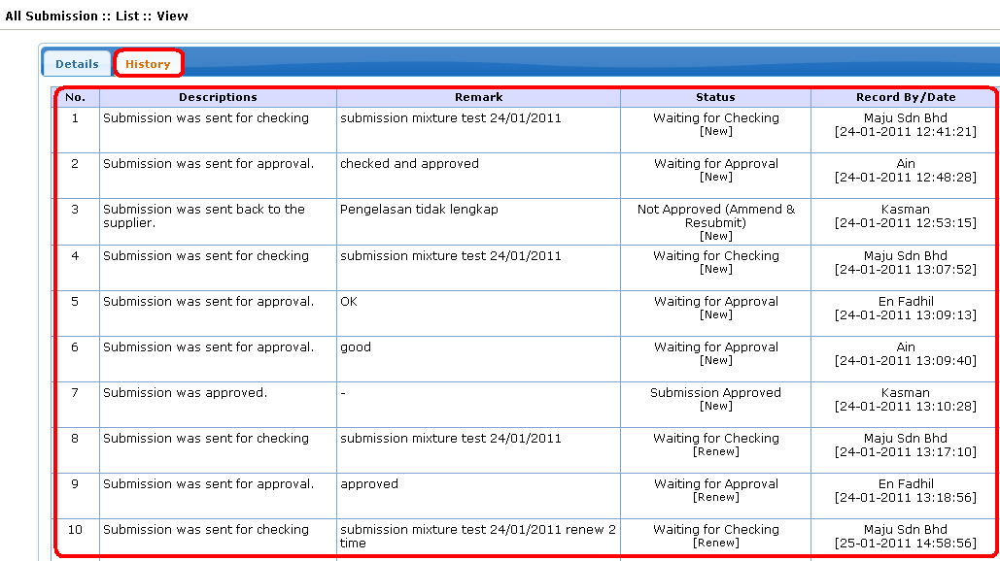 All Submission :: List :: View
Details History
No. Descriptions Remark Status Record By/Date
1 Submission was sent for checking submission mixture test 24/01/2011 Waiting for Checking Maju Sdn Bhd
[New] [24-01-2011 12:41:21]
2 Submission was sent for approval. checked and approved Waiting for Approval Ain
[New] [24-01-2011 12:48:28]
3 Submission was sent back to the Pengelasan tidak lengkap Not Approved (Ammend & Kasman
supplier. Resubmit) [24-01-2011 12:53:15]
[New]
4 Submission was sent for checking submission mixture test 24/01/2011 Waiting for Checking Maju Sdn Bhd
[New] [24-01-2011 13:07:52]
5 Submission was sent for approval. OK Waiting for Approval En Fadhil
[New] [24-01-2011 13:09:13]
6 Submission was sent for approval. good Waiting for Approval Ain
[New] [24-01-2011 13:09:40]
7 Submission was approved. - Submission Approved Kasman
[New] [24-01-2011 13:10:28]
8 Submission was sent for checking submission mixture test 24/01/2011 Waiting for Checking Maju Sdn Bhd
[Renew] [24-01-2011 13:17:10]
9 Submission was sent for approval. approved Waiting for Approval En Fadhil
[Renew] [24-01-2011 13:18:56]
10 Submission was sent for checking submission mixture test 24/01/2011 renew 2 Waiting for Checking Maju Sdn Bhd
time [Renew] [25-01-2011 14:58:56]